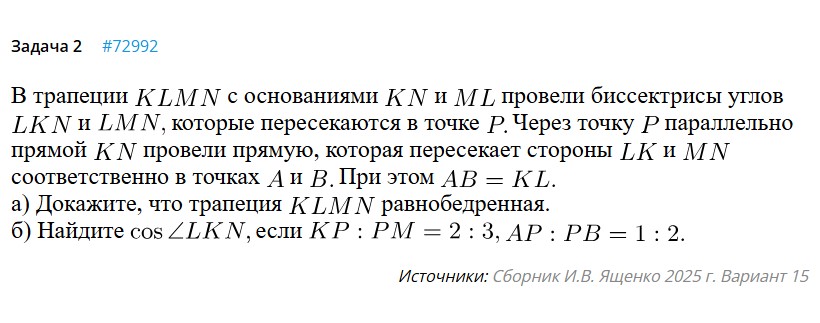 Задача 2 #72992
В трапеции KLMN с основаниями KN и ML провели биссектрисы углов
LKN и LMN, которые пересекаются в точке P. Через точку P параллельно
прямой KN провели прямую, которая пересекает стороны LK и MN
соответственно в точках A и B. При этом AB = KL.
а) Докажите, что трапеция KLMN равнобедренная.
б) Найдите cos ∠LKN, если KP : PM = 2 : 3, AP : PB = 1 : 2.
Источники: Сборник И.В. Ященко 2025 г. Вариант 15